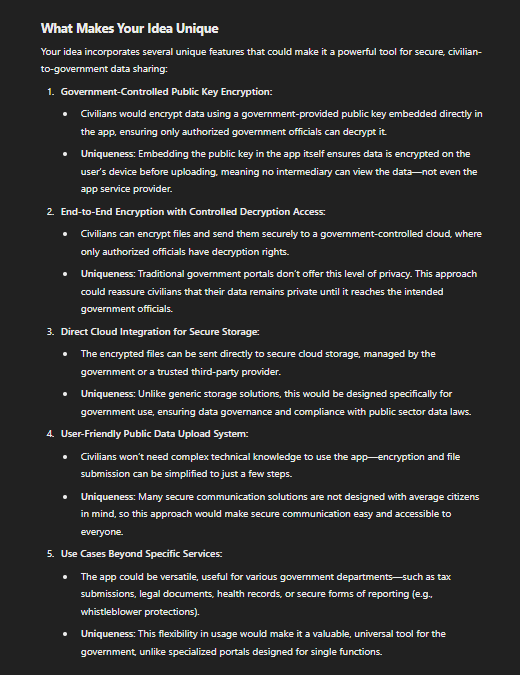 What Makes Your Idea Unique
Your idea incorporates several unique features that could make it a powerful tool for secure, civilian-
to-government data sharing:
1. Government-Controlled Public Key Encryption:
• Civilians would encrypt data using a government-provided public key embedded directly in
the app, ensuring only authorized government officials can decrypt it.
• Uniqueness: Embedding the public key in the app itself ensures data is encrypted on the
user's device before uploading, meaning no intermediary can view the data—not even the
app service provider.
2. End-to-End Encryption with Controlled Decryption Access:
• Civilians can encrypt files and send them securely to a government-controlled cloud, where
only authorized officials have decryption rights.
• Uniqueness: Traditional government portals don't offer this level of privacy. This approach
could reassure civilians that their data remains private until it reaches the intended
government officials.
3. Direct Cloud Integration for Secure Storage:
• The encrypted files can be sent directly to secure cloud storage, managed by the
government or a trusted third-party provider.
• Uniqueness: Unlike generic storage solutions, this would be designed specifically for
government use, ensuring data governance and compliance with public sector data laws.
4. User-Friendly Public Data Upload System:
• Civilians won't need complex technical knowledge to use the app—encryption and file
submission can be simplified to just a few steps.
• Uniqueness: Many secure communication solutions are not designed with average citizens
in mind, so this approach would make secure communication easy and accessible to
everyone.
5. Use Cases Beyond Specific Services:
• The app could be versatile, useful for various government departments—such as tax
submissions, legal documents, health records, or secure forms of reporting (e.g.,
whistleblower protections).
• Uniqueness: This flexibility in usage would make it a valuable, universal tool for the
government, unlike specialized portals designed for single functions.